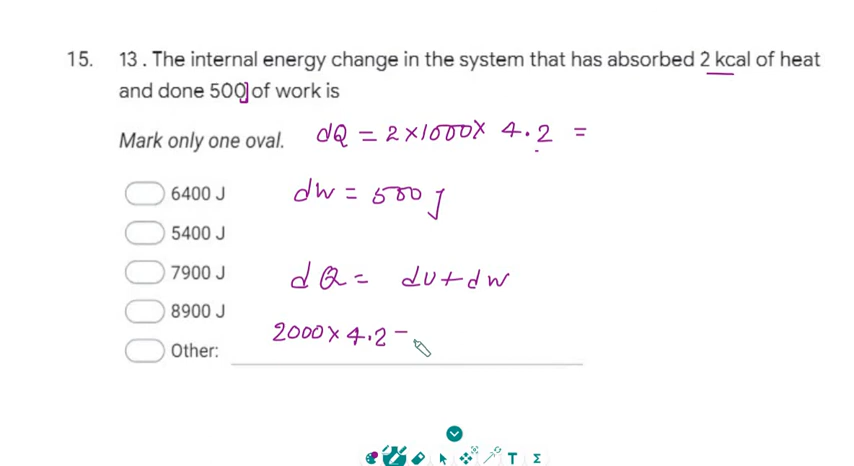 15. 13 . The internal energy change in the system that has absorbed 2 kcal of heat
and done 500J of work is
Mark only one oval. dQ = 2×1000× 4.2 =
6400 J dw = 500 J
5400 J
7900 J dQ = dU+dw
8900 J 2000× 4.2 -
Other:
T Σ